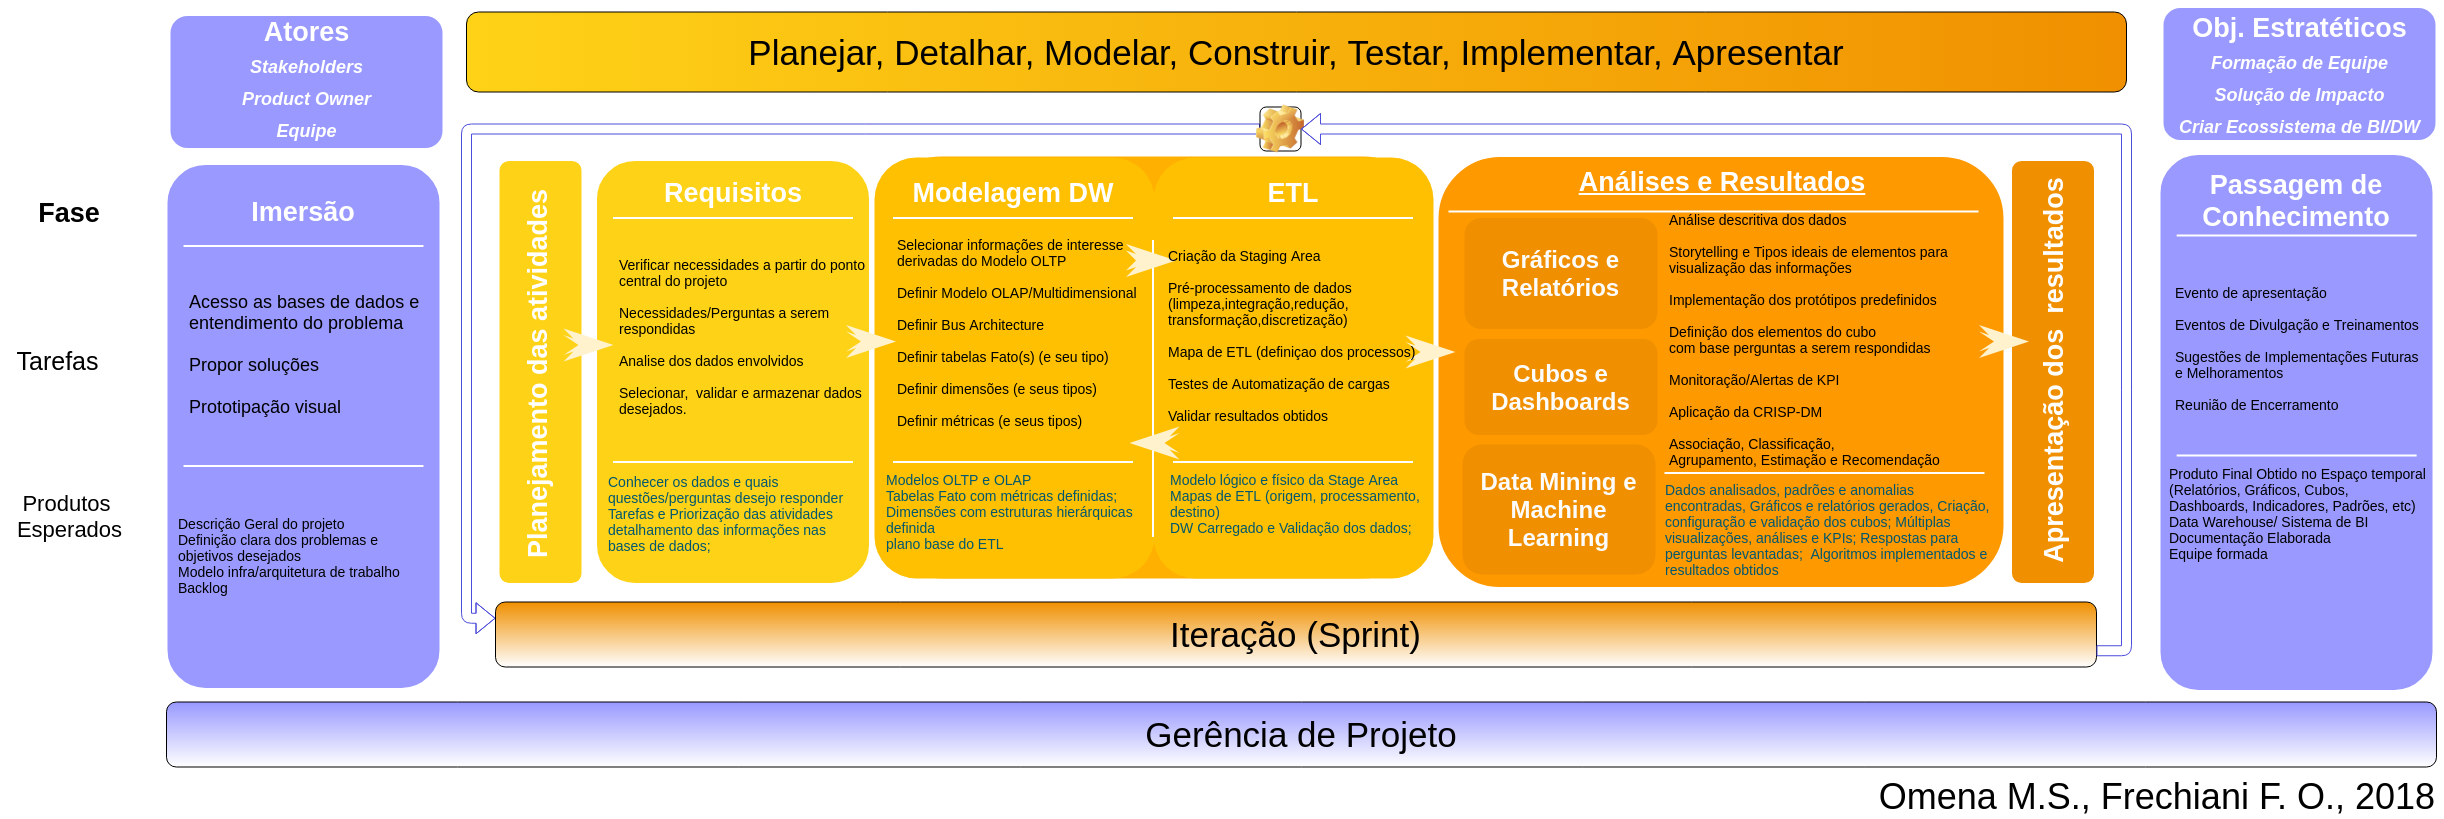 Atores
Stakeholders
Product Owner
Equipe
Planejar, Detalhar, Modelar, Construir, Testar, Implementar, Apresentar
Obj. Estratéticos
Formação de Equipe
Solução de Impacto
Criar Ecossistema de BI/DW
Fase
Tarefas
Produtos
Esperados
Imersão
Acesso as bases de dados e
entendimento do problema
Propor soluções
Prototipação visual
Descrição Geral do projeto
Definição clara dos problemas e
objetivos desejados
Modelo infra/arquitetura de trabalho
Backlog
Planejamento das atividades
Requisitos
Verificar necessidades a partir do ponto
central do projeto
Necessidades/Perguntas a serem
respondidas
Analise dos dados envolvidos
Selecionar,  validar e armazenar dados
desejados.
Conhecer os dados e quais
questões/perguntas desejo responder
Tarefas e Priorização das atividades
detalhamento das informações nas
bases de dados;
Modelagem DW
Selecionar informações de interesse
derivadas do Modelo OLTP
Definir Modelo OLAP/Multidimensional
Definir Bus Architecture
Definir tabelas Fato(s) (e seu tipo)
Definir dimensões (e seus tipos)
Definir métricas (e seus tipos)
Modelos OLTP e OLAP
Tabelas Fato com métricas definidas;
Dimensões com estruturas hierárquicas
definida
plano base do ETL
ETL
Criação da Staging Area
Pré-processamento de dados
(limpeza,integração,redução,
transformação,discretização)
Mapa de ETL (definiçao dos processos)
Testes de Automatização de cargas
Validar resultados obtidos
Modelo lógico e físico da Stage Area
Mapas de ETL (origem, processamento,
destino)
DW Carregado e Validação dos dados;
Análises e Resultados
Gráficos e
Relatórios
Cubos e
Dashboards
Data Mining e
Machine
Learning
Análise descritiva dos dados
Storytelling e Tipos ideais de elementos para
visualização das informações
Implementação dos protótipos predefinidos
Definição dos elementos do cubo
com base perguntas a serem respondidas
Monitoração/Alertas de KPI
Aplicação da CRISP-DM
Associação, Classificação,
Agrupamento, Estimação e Recomendação
Dados analisados, padrões e anomalias
encontradas, Gráficos e relatórios gerados, Criação,
configuração e validação dos cubos; Múltiplas
visualizações, análises e KPIs; Respostas para
perguntas levantadas;  Algoritmos implementados e
resultados obtidos
Apresentação dos  resultados
Passagem de
Conhecimento
Evento de apresentação
Eventos de Divulgação e Treinamentos
Sugestões de Implementações Futuras
e Melhoramentos
Reunião de Encerramento
Produto Final Obtido no Espaço temporal
(Relatórios, Gráficos, Cubos,
Dashboards, Indicadores, Padrões, etc)
Data Warehouse/ Sistema de BI
Documentação Elaborada
Equipe formada
Iteração (Sprint)
Gerência de Projeto
Omena M.S., Frechiani F. O., 2018